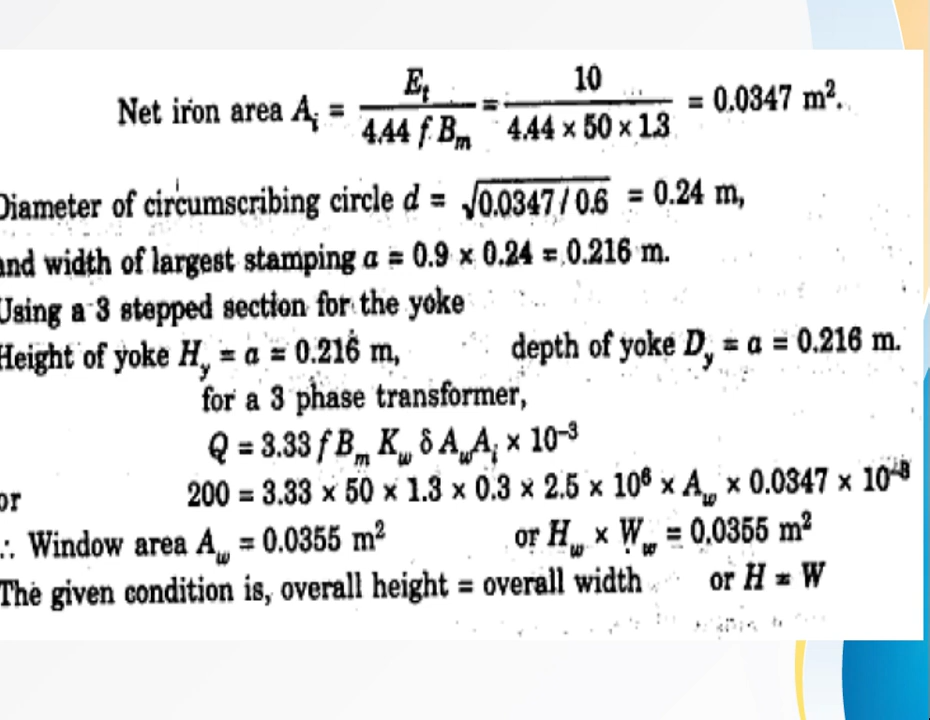 Net iron area A_i = E_t / 4.44 f B_m = 10 / 4.44 × 50 × 1.3 = 0.0347 m².
Diameter of circumscribing circle d = √0.0347 / 0.6 = 0.24 m,
and width of largest stamping a = 0.9 × 0.24 = 0.216 m.
Using a 3 stepped section for the yoke
Height of yoke H_y = a = 0.216 m, depth of yoke D_y = a = 0.216 m.
for a 3 phase transformer,
Q = 3.33 f B_m K_w δ A_w A_i × 10⁻³
or 200 = 3.33 × 50 × 1.3 × 0.3 × 2.5 × 10⁶ × A_w × 0.0347 × 10⁻³
∴ Window area A_w = 0.0355 m² or H_w × W_w = 0.0355 m²
The given condition is, overall height = overall width or H = W